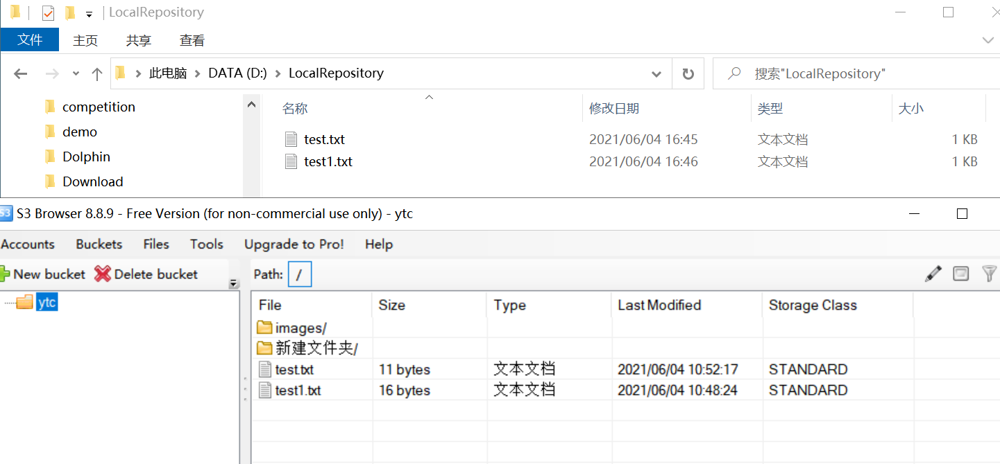 LocalRepository
文件 主页 共享 查看
此电脑 DATA (D:) LocalRepository 搜索"LocalRepository"
competition 名称 修改日期 类型 大小
demo test.txt 2021/06/04 16:45 文本文档 1 KB
Dolphin test1.txt 2021/06/04 16:46 文本文档 1 KB
Download
S3 S3 Browser 8.8.9 - Free Version (for non-commercial use only) - ytc
Accounts Buckets Files Tools Upgrade to Pro! Help
New bucket Delete bucket Path: /
ytc File Size Type Last Modified Storage Class
images/
新建文件夹/
test.txt 11 bytes 文本文档 2021/06/04 10:52:17 STANDARD
test1.txt 16 bytes 文本文档 2021/06/04 10:48:24 STANDARD